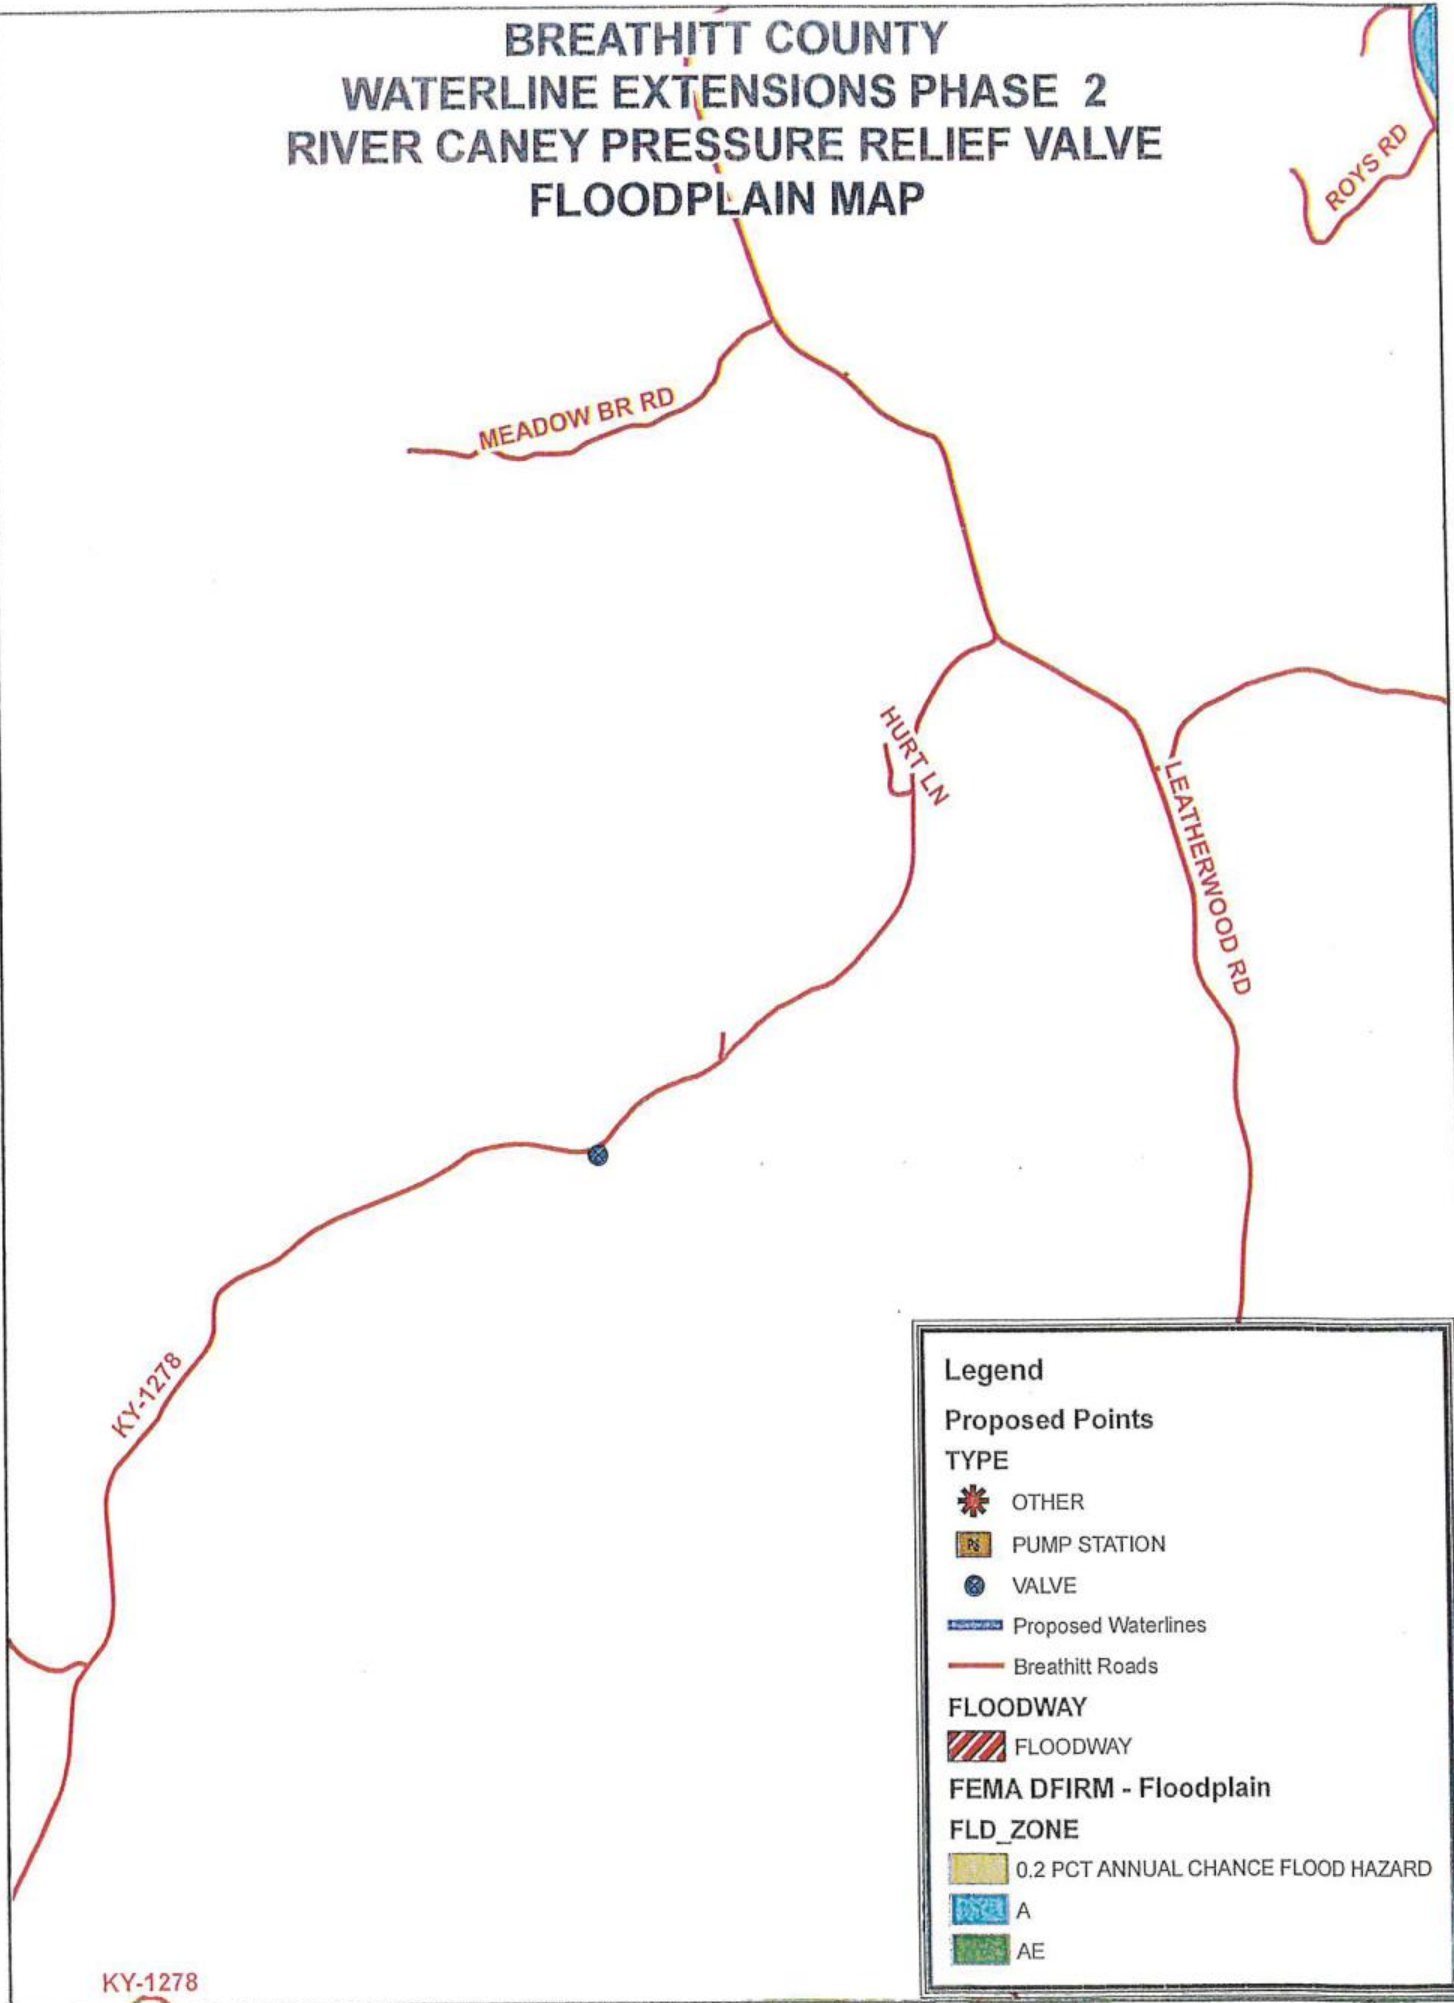 BREATHITT COUNTY
WATERLINE EXTENSIONS PHASE 2
RIVER CANEY PRESSURE RELIEF VALVE
FLOODPLAIN MAP
ROYS RD
MEADOW BR RD
HURT LN
LEATHERWOOD RD
KY-1278
Legend
Proposed Points
TYPE
OTHER
PS PUMP STATION
VALVE
Proposed Waterlines
Breathitt Roads
FLOODWAY
FLOODWAY
FEMA DFIRM - Floodplain
FLD_ZONE
0.2 PCT ANNUAL CHANCE FLOOD HAZARD
A
AE
KY-1278